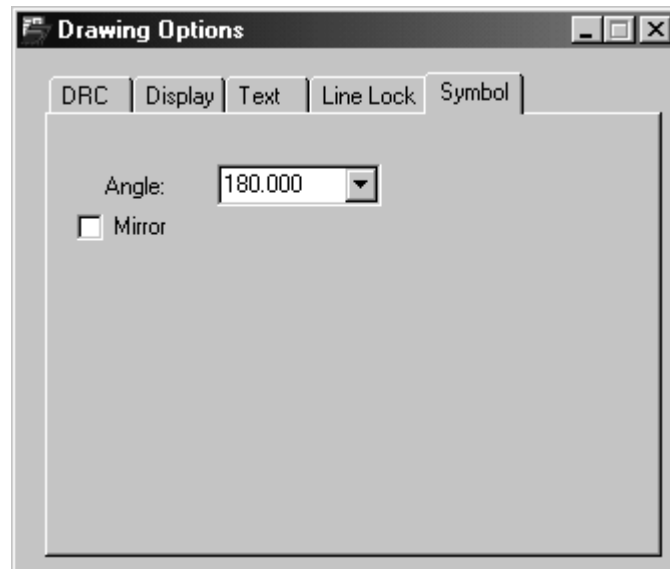 Drawing Options
DRC Display Text Line Lock Symbol
Angle: 180.000
Mirror